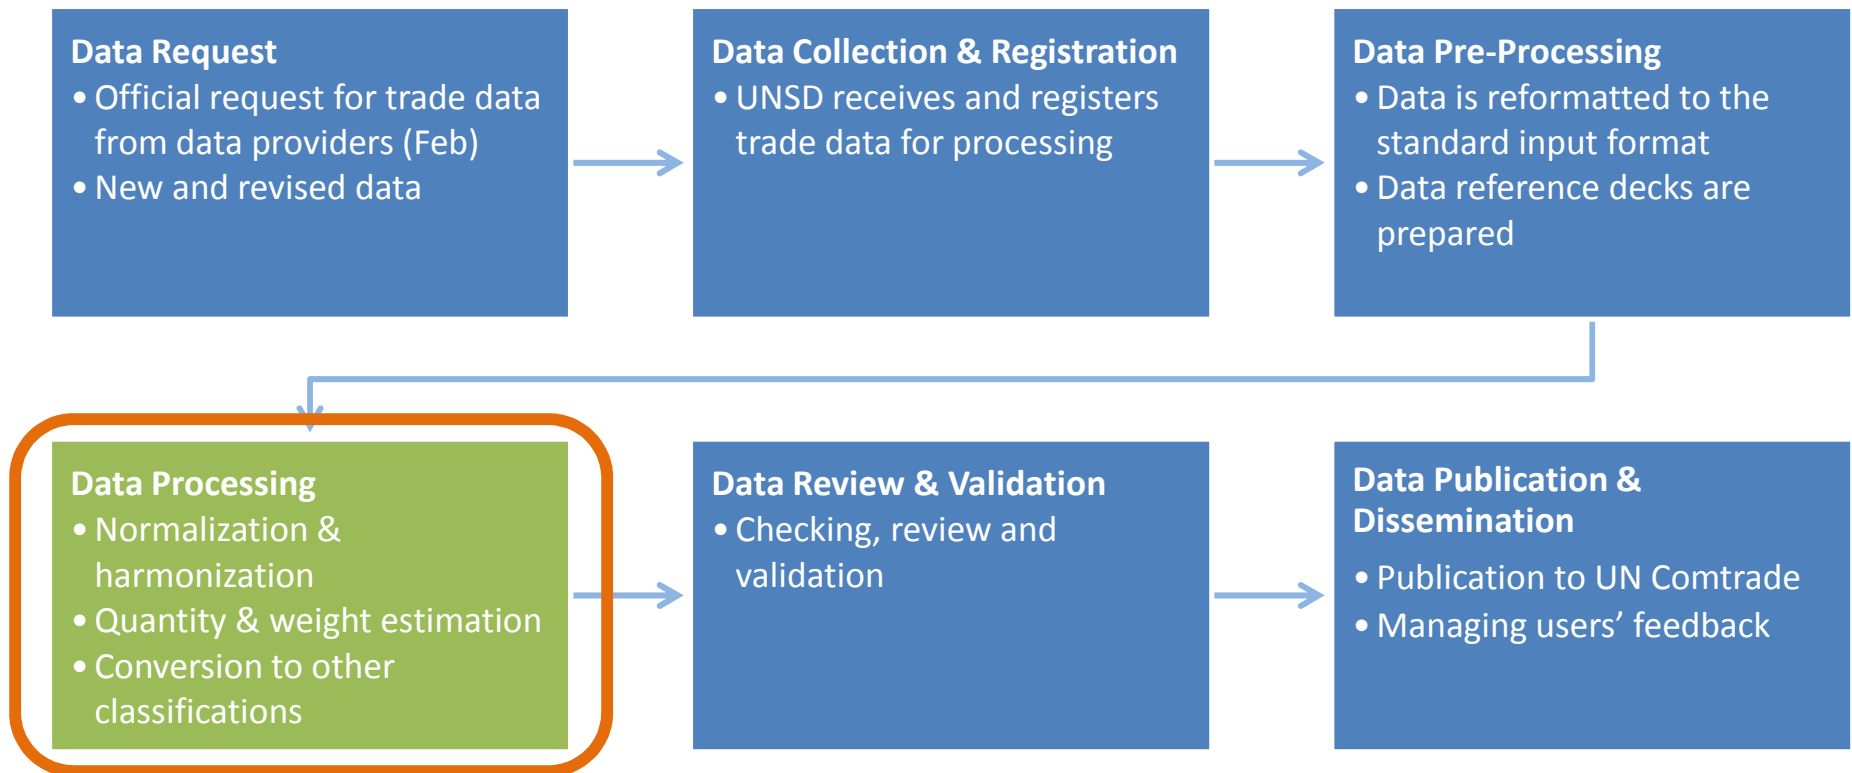 Data Request
• Official request for trade data
from data providers (Feb)
• New and revised data
Data Collection & Registration
• UNSD receives and registers
trade data for processing
Data Pre-Processing
• Data is reformatted to the
standard input format
• Data reference decks are
prepared
Data Processing
• Normalization &
harmonization
• Quantity & weight estimation
• Conversion to other
classifications
Data Review & Validation
• Checking, review and
validation
Data Publication &
Dissemination
• Publication to UN Comtrade
• Managing users’ feedback